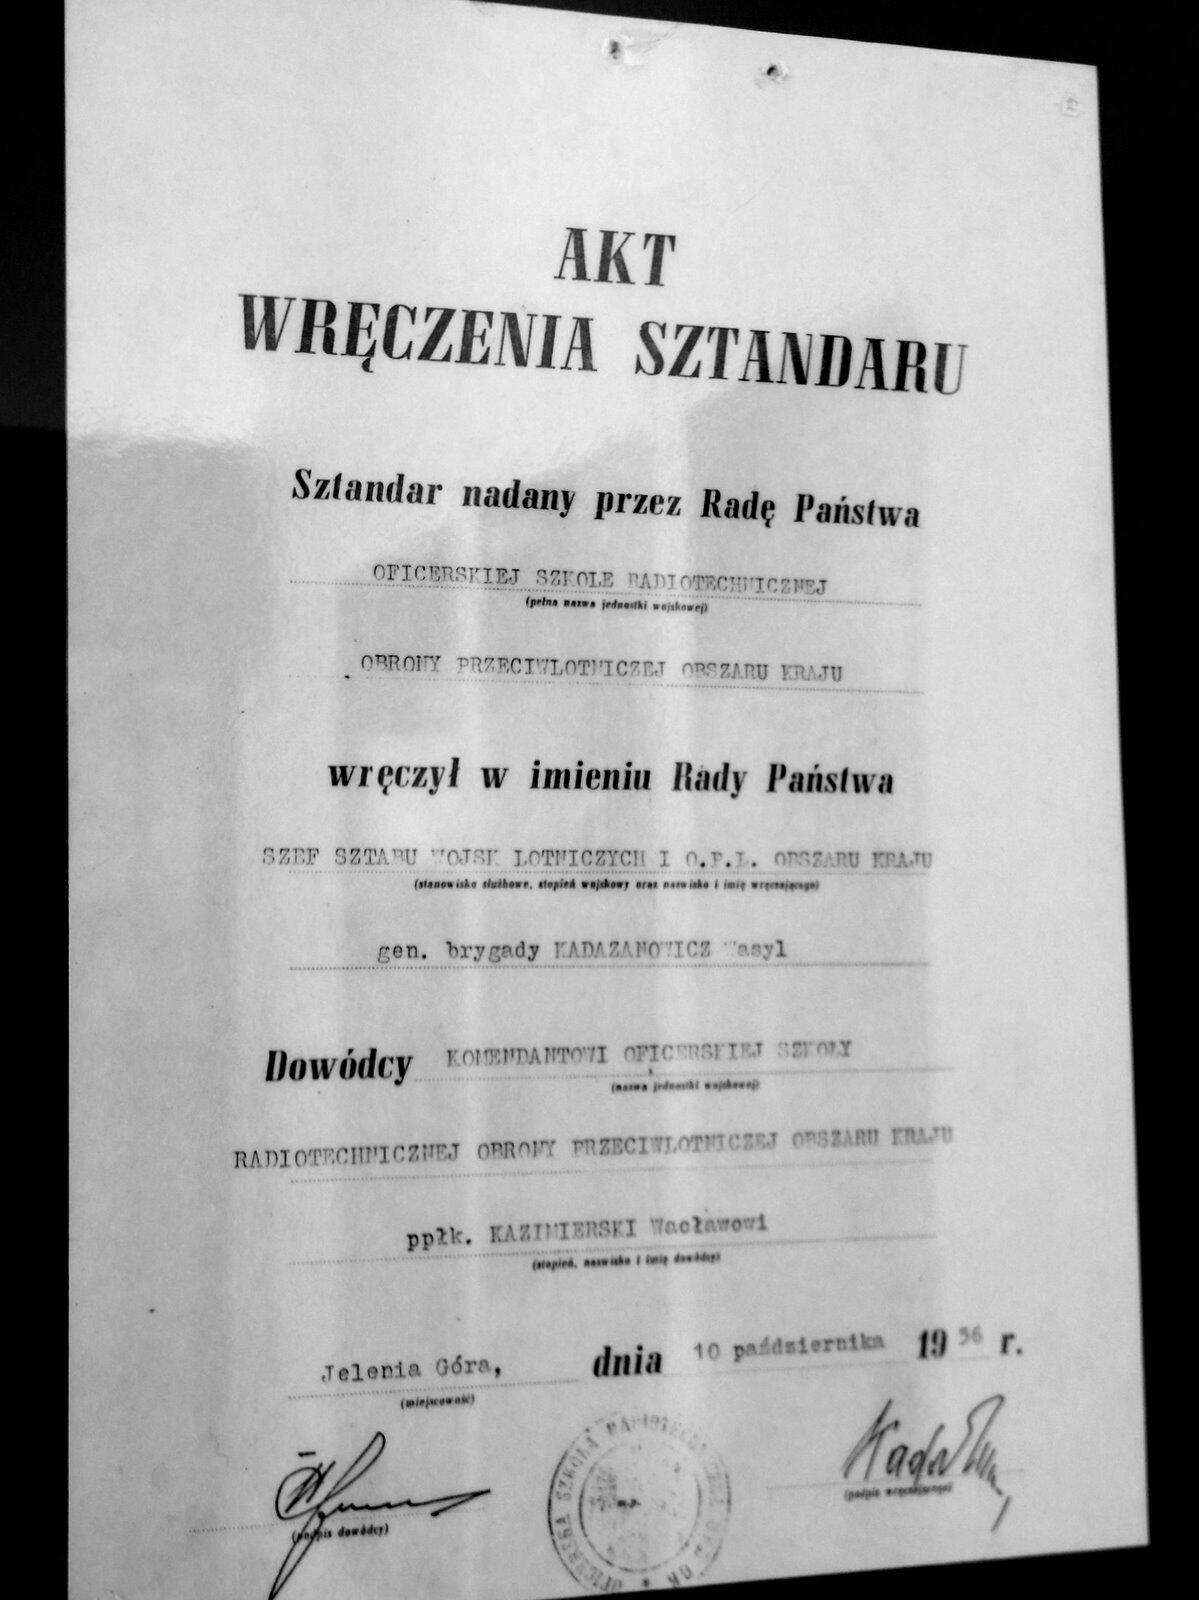 AKT
WRĘCZENIA SZTANDARU
Sztandar nadany przez Radę Państwa
OFICERSKIEJ SZKOLE RADIOTECHNICZNEJ
(pełna nazwa jednostki wojskowej)
OBRONY PRZECIWLOTNICZEJ OBSZARU KRAJU
wręczył w imieniu Rady Państwa
SZEF SZTABU WOJSK LOTNICZYCH I O.P.L. OBSZARU KRAJU
(stanowisko służbowe, stopień wojskowy oraz nazwisko i imię wręczającego)
gen. brygady KADAZANOWICZ Wasyl
Dowódcy KOMENDANTOWI OFICERSKIEJ SZKOŁY
(nazwa jednostki wojskowej)
RADIOTECHNICZNEJ OBRONY PRZECIWLOTNICZEJ OBSZARU KRAJU
ppłk. KAZIMIERSKI Wacławowi
(stopień, nazwisko i imię dowódcy)
Jelenia Góra, dnia 10 października 1956 r.
(miejscowość)
(podpis dowódcy)
OFICERSKA SZKOŁA RADIOTECHNICZNA
(podpis wręczającego)